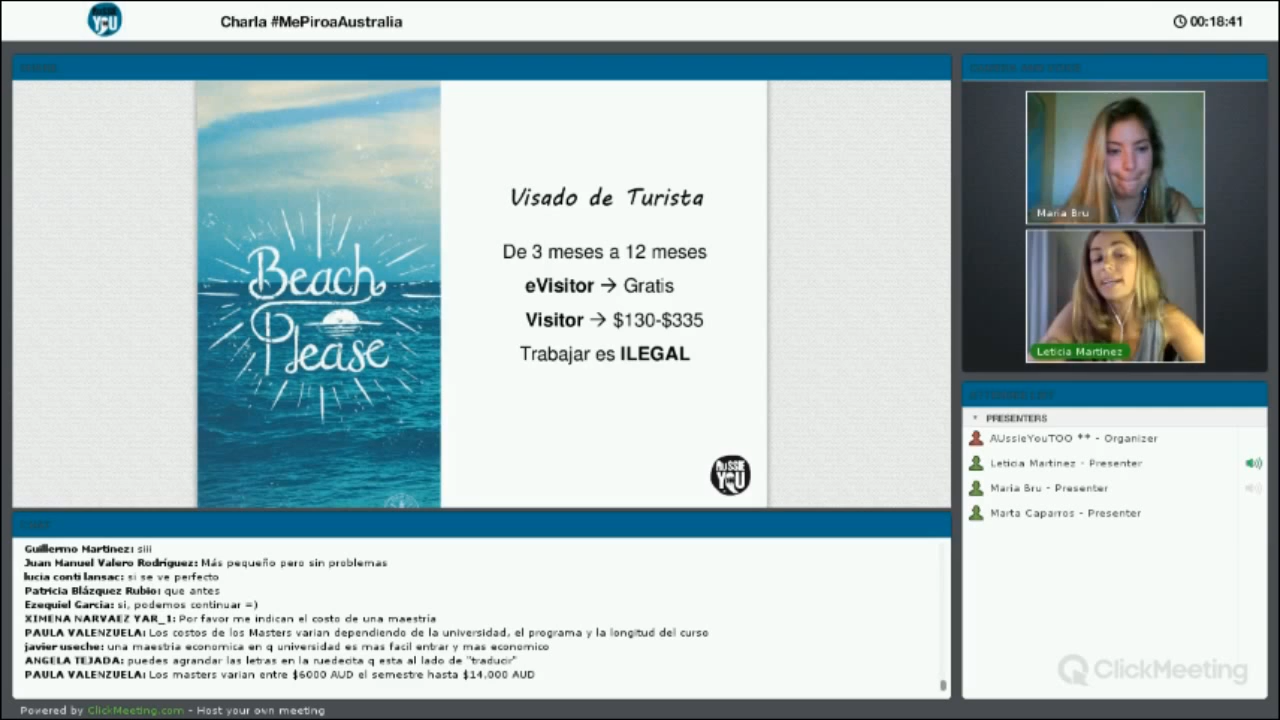 AUSSIE
YOU
Charla #MePiroaAustralia
00:18:41
Beach
Please
Visado de Turista
De 3 meses a 12 meses
eVisitor → Gratis
Visitor → $130-$335
Trabajar es ILEGAL
AUSSIE
YOU
Maria Bru
Leticia Martinez
PRESENTERS
AUssieYouTOO ** - Organizer
Leticia Martinez - Presenter
Maria Bru - Presenter
Marta Caparros - Presenter
Guillermo Martinez: siii
Juan Manuel Valero Rodríguez: Más pequeño pero sin problemas
lucia conti lansac: si se ve perfecto
Patricia Blázquez Rubio: que antes
Ezequiel Garcia: si, podemos continuar =)
XIMENA NARVAEZ YAR_1: Por favor me indican el costo de una maestria
PAULA VALENZUELA: Los costos de los Masters varian dependiendo de la universidad, el programa y la longitud del curso
javier useche: una maestria economica en q universidad es mas facil entrar y mas economico
ANGELA TEJADA: puedes agrandar las letras en la ruedecita q esta al lado de "traducir"
PAULA VALENZUELA: Los masters varian entre $6000 AUD el semestre hasta $14,000 AUD
ClickMeeting
Powered by ClickMeeting.com - Host your own meeting